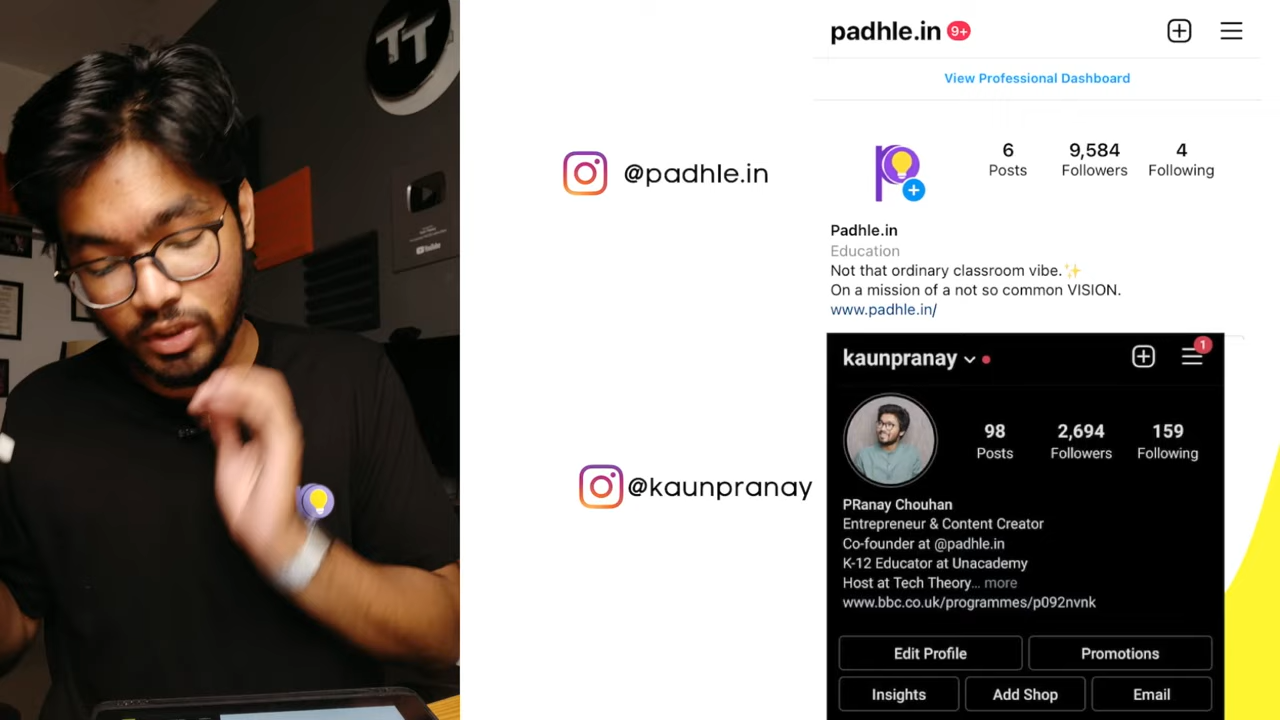 TT
YouTube
@padhle.in
@kaunpranay
padhle.in 9+
View Professional Dashboard
6 9,584 4
Posts Followers Following
Padhle.in
Education
Not that ordinary classroom vibe.✨
On a mission of a not so common VISION.
www.padhle.in/
kaunpranay 1
98 2,694 159
Posts Followers Following
PRanay Chouhan
Entrepreneur & Content Creator
Co-founder at @padhle.in
K-12 Educator at Unacademy
Host at Tech Theory... more
www.bbc.co.uk/programmes/p092nvnk
Edit Profile Promotions
Insights Add Shop Email